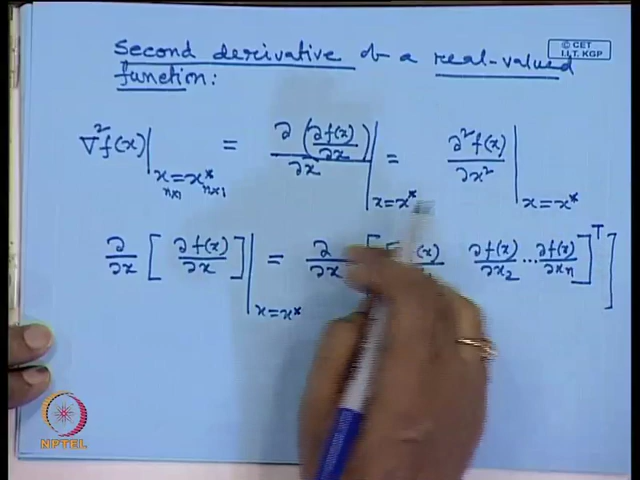 Second derivative of a real-valued
function:
© CET
I.I.T. KGP
∇²f(x)|ₓ₌ₓ* = ∂(∂f(x)/∂x)/∂x |ₓ₌ₓ* = ∂²f(x)/∂x² |ₓ₌ₓ*
n×1 n×1
∂/∂x [ ∂f(x)/∂x ] |ₓ₌ₓ* = ∂/∂x [ (x) ∂f(x)/∂x₂ ... ∂f(x)/∂xₙ ]ᵀ ]
NPTEL